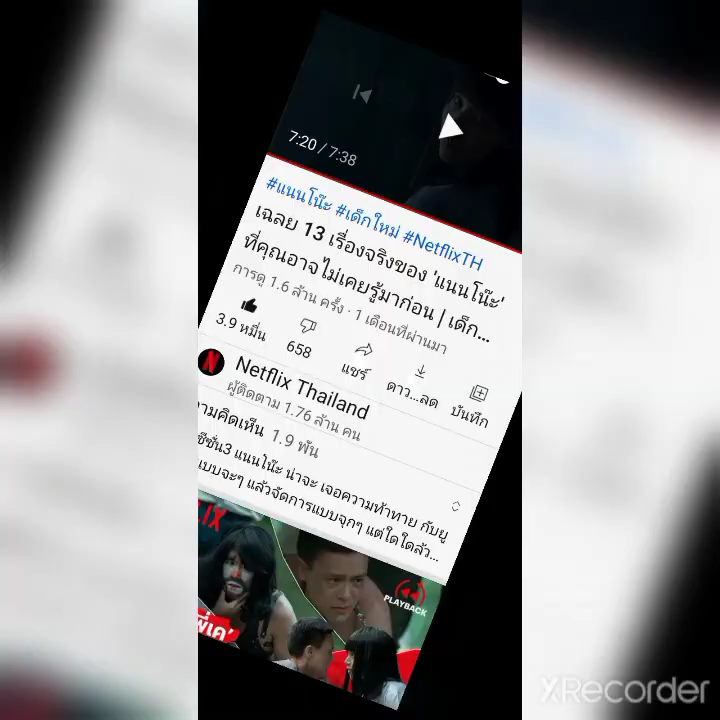 7:20 / 7:38
#แนนโน๊ะ #เด็กใหม่ #NetflixTH
เฉลย 13 เรื่องจริงของ 'แนนโน๊ะ'
ที่คุณอาจไม่เคยรู้มาก่อน | เด็ก...
การดู 1.6 ล้าน ครั้ง · 1 เดือนที่ผ่านมา
3.9 หมื่น 658 แชร์ ดาว...ลด บันทึก
N Netflix Thailand
ผู้ติดตาม 1.76 ล้าน คน
ามคิดเห็น 1.9 พัน
ซีซั่น3 แนนโน๊ะ น่าจะ เจอความท้าทาย กับยู
แบบจะๆ แล้วจัดการแบบจุกๆ แต่ใดใดล้ว...
LIX
PLAYBACK
XRecorder